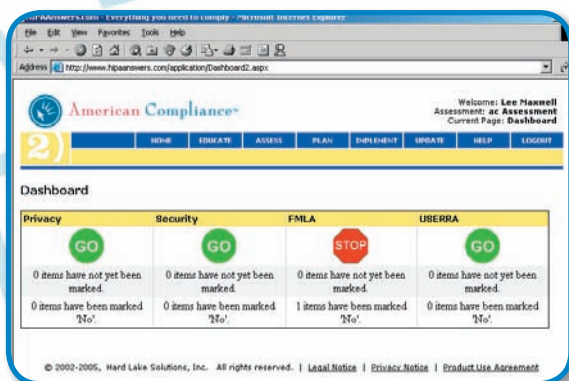 HIPAAnswers.com - Everything you need to comply - Microsoft Internet Explorer
File Edit View Favorites Tools Help
Address http://www.hipaanswers.com/application/Dashboard2.aspx
American Compliance
Welcome: Lee Maxwell
Assessment: ac Assessment
Current Page: Dashboard
2)
HOME EDUCATE ASSESS PLAN IMPLEMENT UPDATE HELP LOGOUT
Dashboard
Privacy Security FMLA USERRA
GO GO STOP GO
0 items have not yet been marked. 0 items have not yet been marked. 0 items have not yet been marked. 0 items have not yet been marked.
0 items have been marked 'No'. 0 items have been marked 'No'. 1 items have been marked 'No'. 0 items have been marked 'No'.
© 2002-2005, Hard Lake Solutions, Inc. All rights reserved. | Legal Notice | Privacy Notice | Product Use Agreement